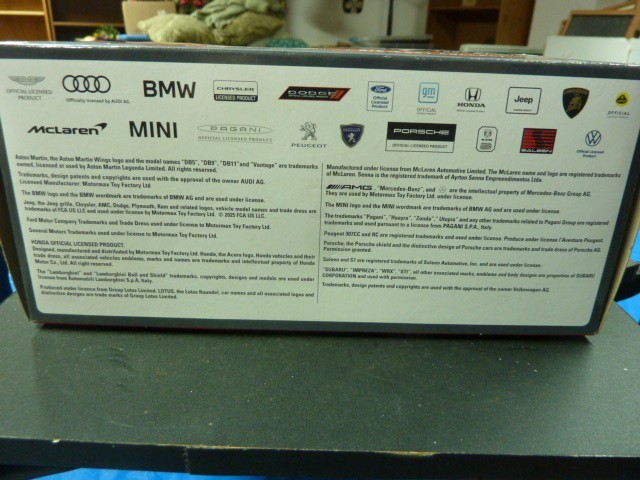 OFFICIAL LICENSED
PRODUCT
Officially licensed by AUDI AG
BMW
CHRYSLER
LICENSED PRODUCT
DODGE
Ford
Official
Licensed
Product
gm
OFFICIAL
HONDA
Jeep
McLaren
MINI
PAGANI
OFFICIAL LICENSED PRODUCT
PEUGEOT
PORSCHE
SALEEN
Official Licensed
Product
Aston Martin, the Aston Martin Wings logo and the model names "DB5", "DB9", "DB11"and "Vantage" are trademarks
owned, licensed or used by Aston Martin Lagonda Limited. All rights reserved.
Trademarks, design patents and copyrights are used with the approval of the owner AUDI AG.
Licensed Manufacturer: Motormax Toy Factory Ltd
The BMW logo and the BMW wordmark are trademarks of BMW AG and are used under license.
Jeep, the Jeep grille, Chrysler, AMC, Dodge, Plymouth, Ram and related logos, vehicle model names and trade dress are
trademarks of FCA US LLC and used under license by Motormax Toy Factory Ltd. © 2025 FCA US LLC.
Ford Motor Company Trademarks and Trade Dress used under license to Motormax Toy Factory Ltd.
General Motors Trademarks used under license to Motormax Toy Factory Ltd.
HONDA OFFICIAL LICENSED PRODUCT.
Designed, manufactured and distributed by Motormax Toy Factory Ltd. Honda, the Acura logo, Honda vehicles and their
trade dress, all associated vehicles emblems, marks and names are trademarks and intellectual property of Honda
Motor Co., Ltd. All right reserved.
The "Lamborghini" and "Lamborghini Bull and Shield" trademarks, copyrights, designs and models are used under
license from Automobili Lamborghini S.p.A. Italy
Produced under licence from Group Lotus Limited. LOTUS, the Lotus Roundel, car names and all associated logos and
distinctive designs are trade marks of Group Lotus Limited.
Manufactured under license from McLaren Automotive Limited. The McLaren name and logo are registered trademarks
of McLaren. Senna is the registered trademark of Ayrton Senna Empreendimentos Ltda.
AMG, "Mercedes-Benz", and are the intellectual property of Mercedes-Benz Group AG.
They are used by Motormax Toy Factory Ltd. under license.
The MINI logo and the MINI wordmark are trademarks of BMW AG and are used under license.
The trademarks "Pagani", "Huayra", "Zonda", "Utopia" and any other trademarks related to Pagani Group are registered
trademarks and used pursuant to a license from PAGANI S.P.A., Italy
Peugeot 907CC and RC are registered trademarks and used under license. Produce under license l'Aventure Peugeot.
Porsche, the Porsche shield and the distinctive design of Porsche cars are trademarks and trade dress of Porsche AG.
Permission granted.
Saleen and S7 are registered trademarks of Saleen Automotive, Inc. and are used under license.
"SUBARU", "IMPREZA", "WRX", "STI", all other associated marks, emblems and body designs are properties of SUBARU
CORPORATION and used with permission.
Trademarks, design patents and copyrights are used with the approval of the owner Volkswagen AG.